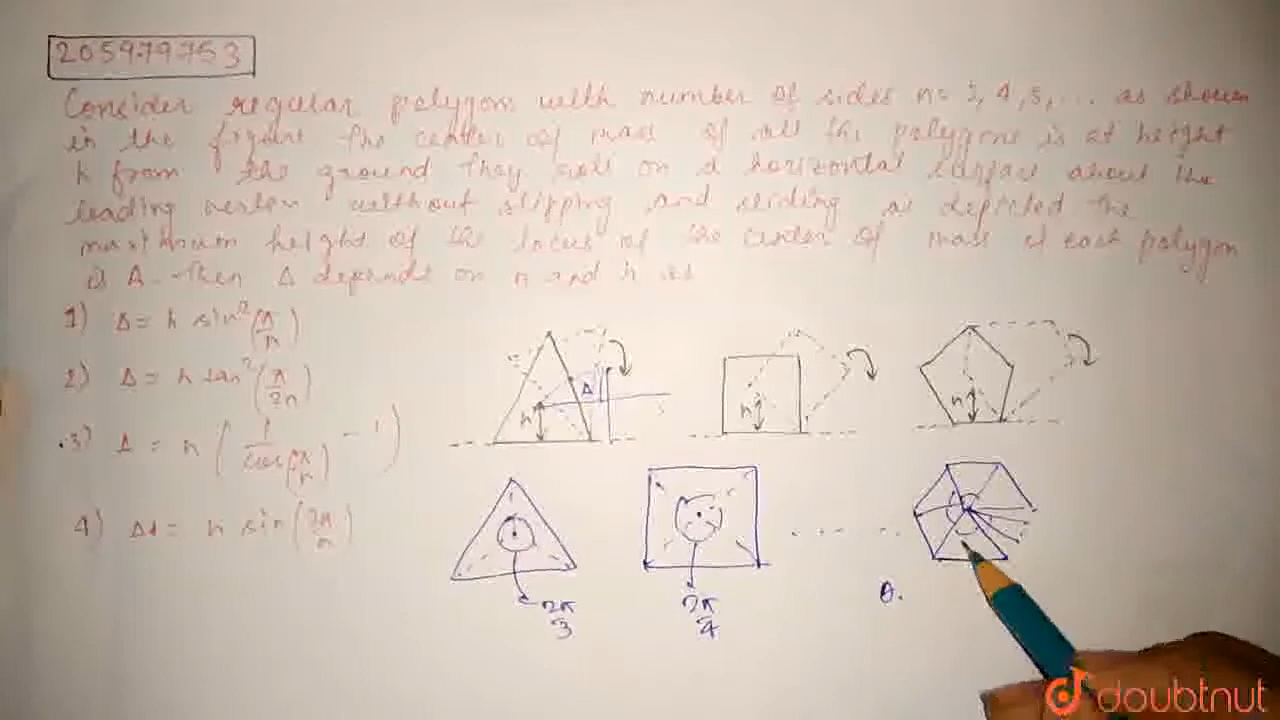 20597 9753
Consider regular polygon with number of sides n= 3, 4, 5, ... as shown
in the figure the center of mass of all the polygons is at height
h from the ground they roll on a horizontal surface about the
leading vertex without slipping and sliding as depicted the
maximum height of the locus of the center of mass of each polygon
is Δ. Then Δ depends on n and h as
1) Δ = h sin²(π/n)
2) Δ = h tan²(π/2n)
3) Δ = h (1/cos(π/n) - 1)
4) Δ = h sin(2π/n)
h
Δ
h
h
2π/3
2π/4
θ.
doubtnut